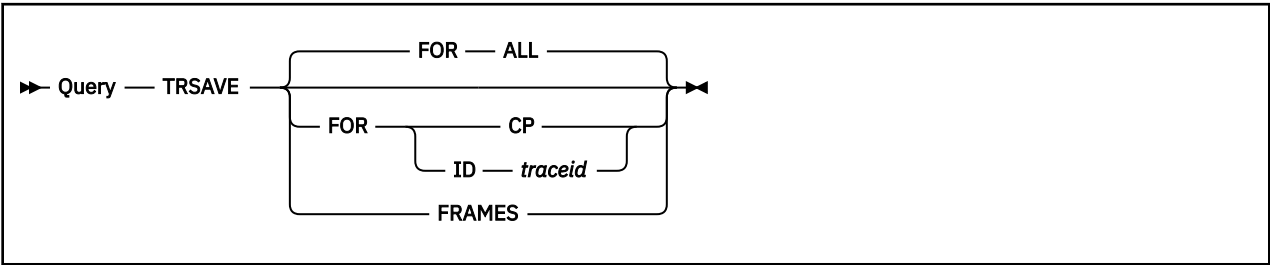 FOR ALL
Query TRSAVE
FOR CP
ID traceid
FRAMES